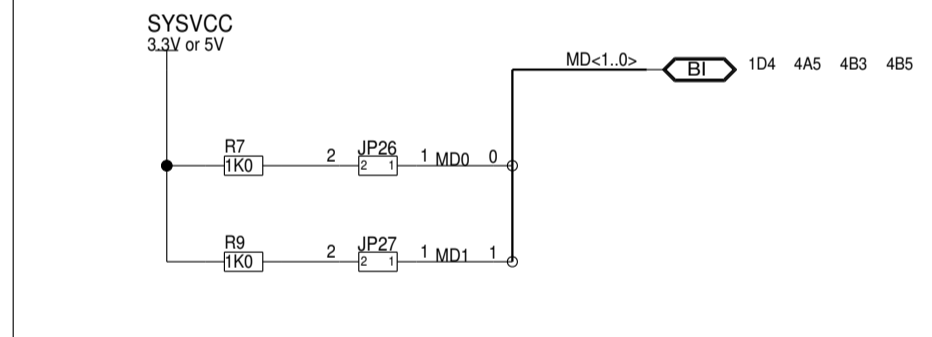 SYSVCC
3.3V or 5V
MD<1..0>
BI
1D4 4A5 4B3 4B5
R7
1K0
2
JP26
2 1
1
MD0
0
R9
1K0
2
JP27
2 1
1
MD1
1